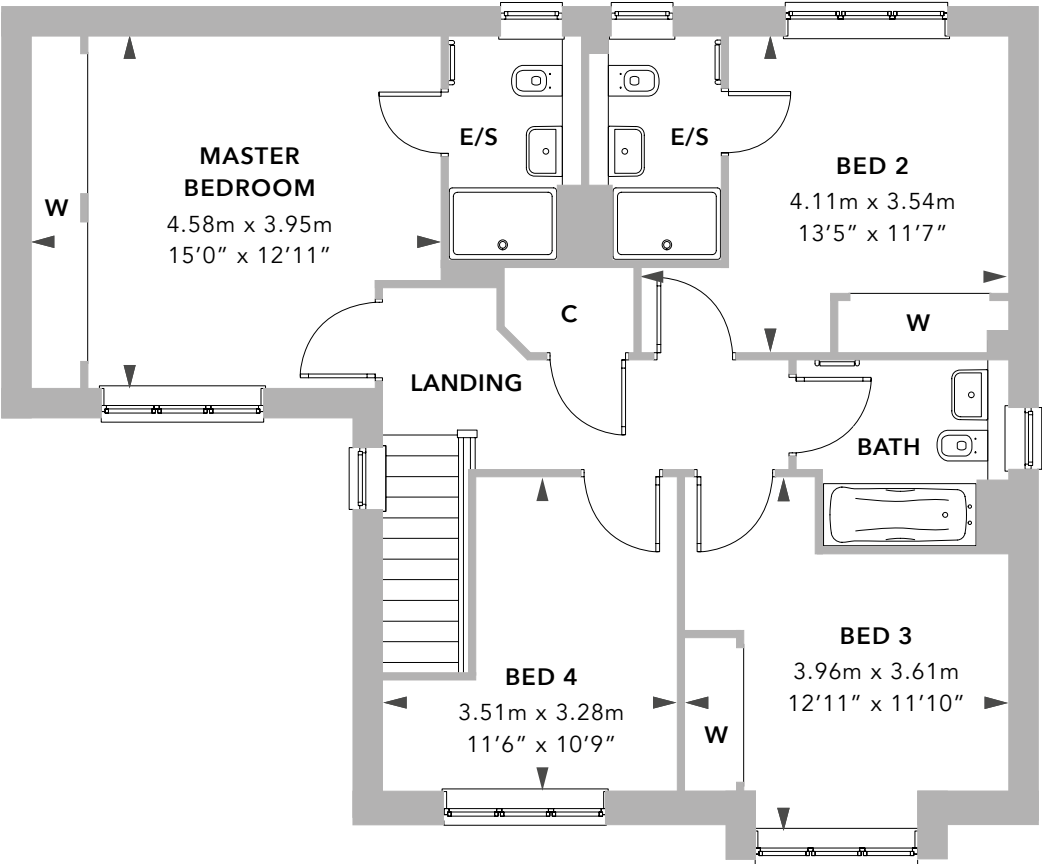 MASTER
BEDROOM
4.58m x 3.95m
15’0” x 12’11”
W
E/S
E/S
BED 2
4.11m x 3.54m
13’5” x 11’7”
W
C
LANDING
BATH
BED 3
3.96m x 3.61m
12’11” x 11’10”
W
BED 4
3.51m x 3.28m
11’6” x 10’9”